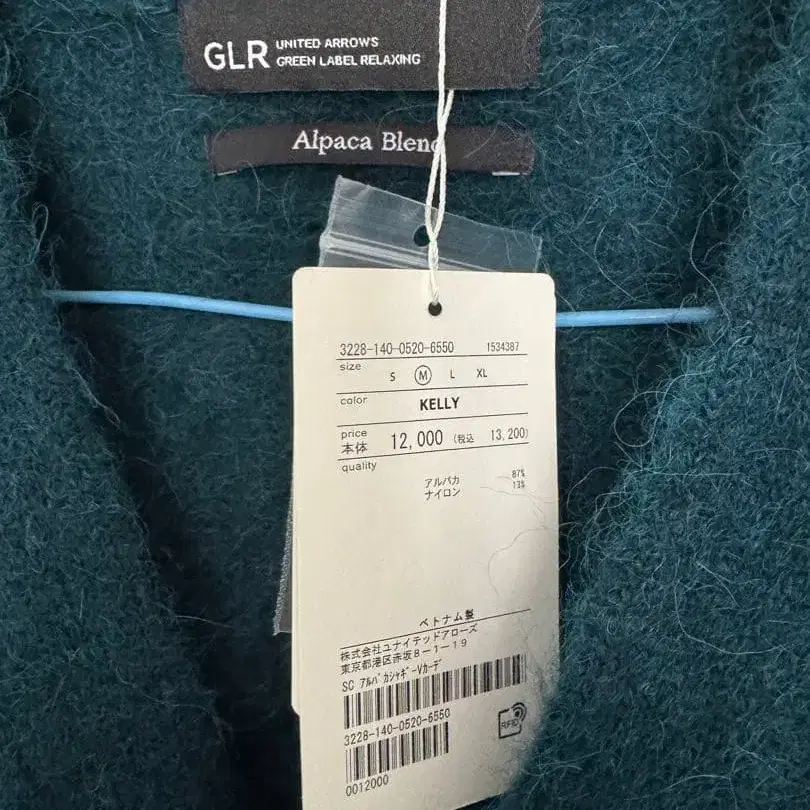 GLR UNITED ARROWS
GREEN LABEL RELAXING
Alpaca Blend
3228-140-0520-6550 1534387
size
S M L XL
color
KELLY
price
本体 12,000 (税込 13,200)
quality
アルパカ 87%
ナイロン 13%
ベトナム製
株式会社ユナイテッドアローズ
東京都港区赤坂8-1-19
SC アルパカシャギーVカーデ
3228-140-0520-6550
RFID
0012000